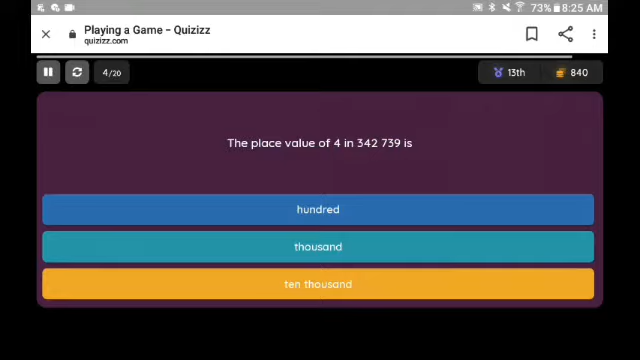 73% 8:25 AM
Playing a Game - Quizizz
quizizz.com
4/20
13th
840
The place value of 4 in 342 739 is
hundred
thousand
ten thousand